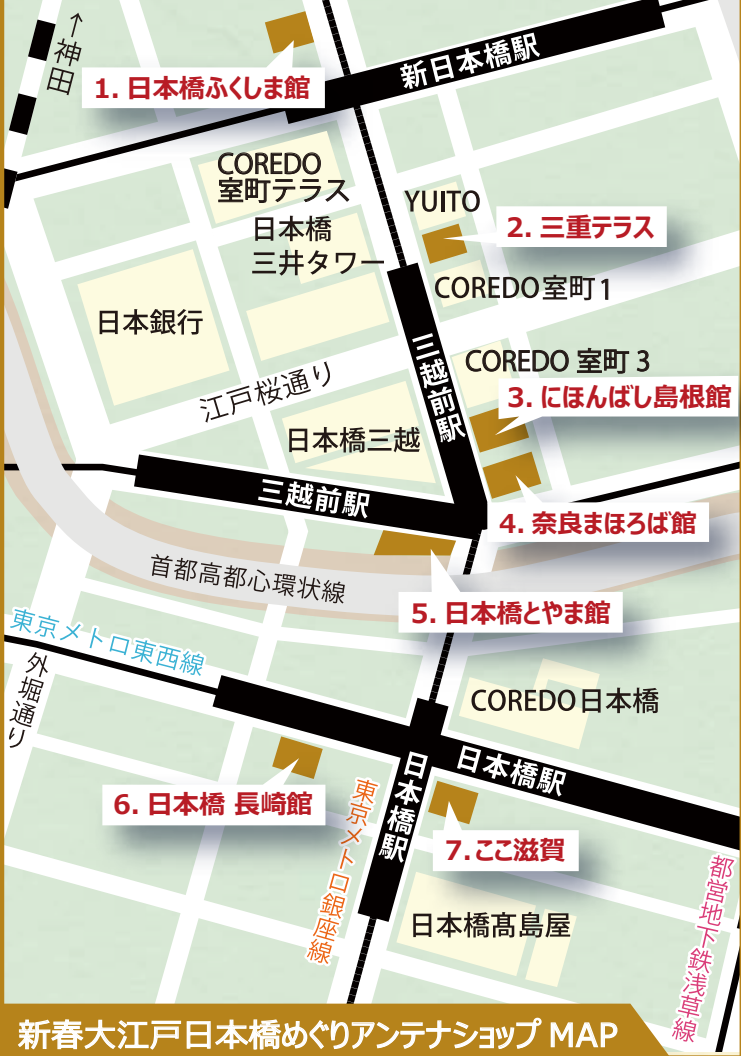 ↑神田
新日本橋駅
1. 日本橋ふくしま館
COREDO
室町テラス
YUITO
日本橋
三井タワー
2. 三重テラス
COREDO室町1
日本銀行
三越前駅
COREDO 室町 3
江戸桜通り
3. にほんばし島根館
日本橋三越
三越前駅
4. 奈良まほろば館
首都高都心環状線
5. 日本橋とやま館
東京メトロ東西線
外堀通り
COREDO日本橋
日本橋駅
日本橋駅
6. 日本橋 長崎館
東京メトロ銀座線
7.ここ滋賀
都営地下鉄浅草線
日本橋髙島屋
新春大江戸日本橋めぐりアンテナショップ MAP